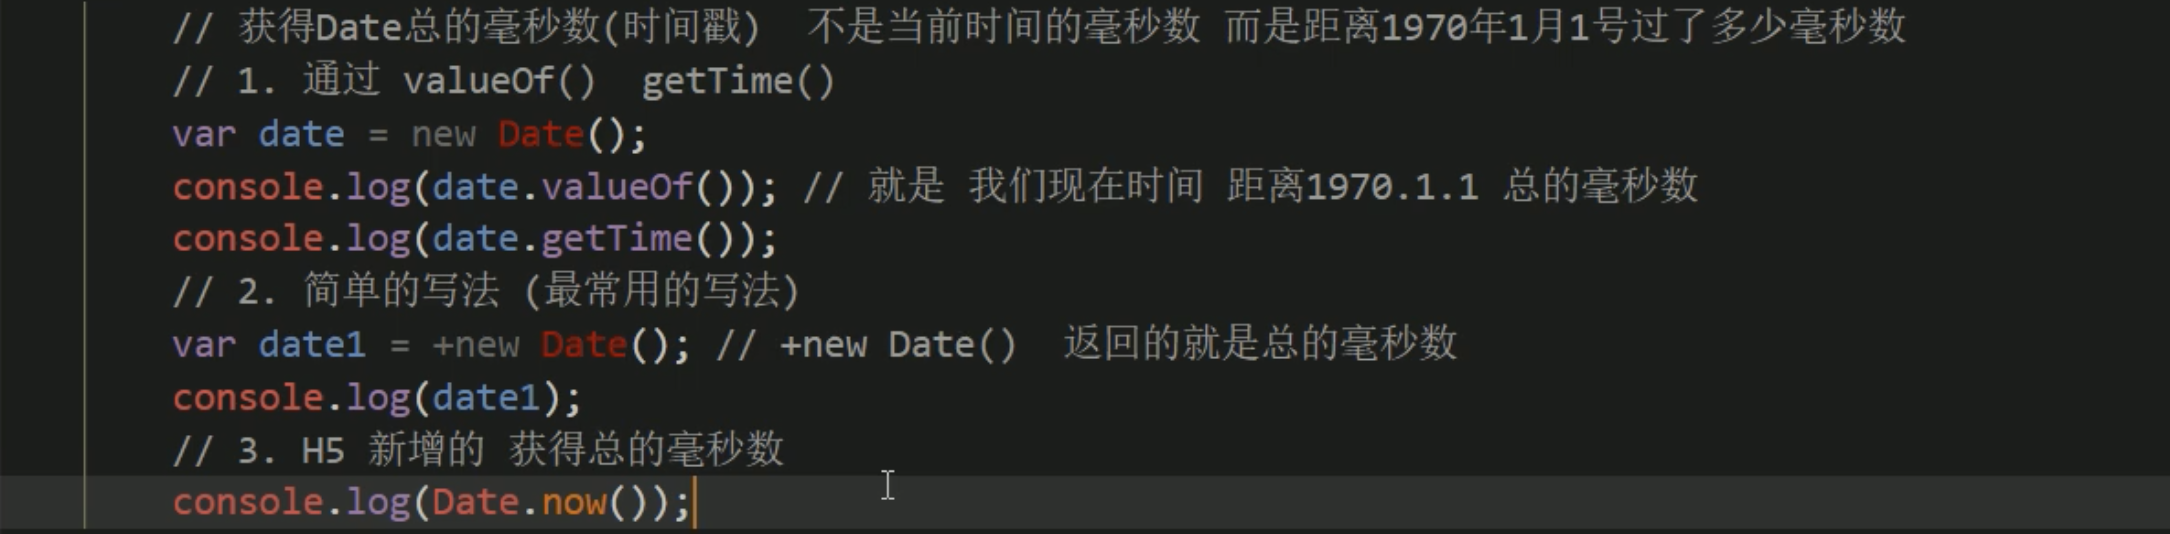 // 获得Date总的毫秒数(时间戳)  不是当前时间的毫秒数 而是距离1970年1月1号过了多少毫秒数
// 1. 通过 valueOf()  getTime()
var date = new Date();
console.log(date.valueOf()); // 就是 我们现在时间 距离1970.1.1 总的毫秒数
console.log(date.getTime());
// 2. 简单的写法 (最常用的写法)
var date1 = +new Date(); // +new Date()  返回的就是总的毫秒数
console.log(date1);
// 3. H5 新增的 获得总的毫秒数
console.log(Date.now());